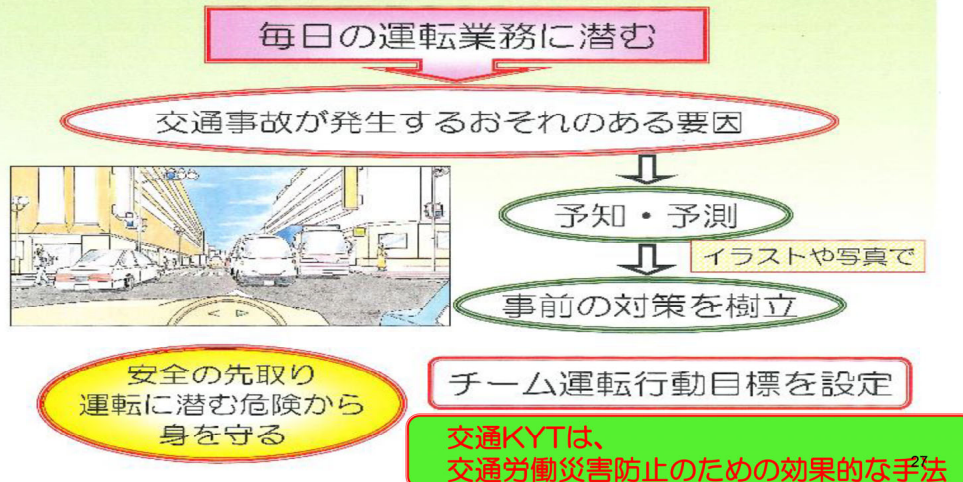 毎日の運転業務に潜む
交通事故が発生するおそれのある要因
予知・予測
イラストや写真で
事前の対策を樹立
安全の先取り
運転に潜む危険から
身を守る
チーム運転行動目標を設定
交通KYTは、
交通労働災害防止のための効果的な手法
27